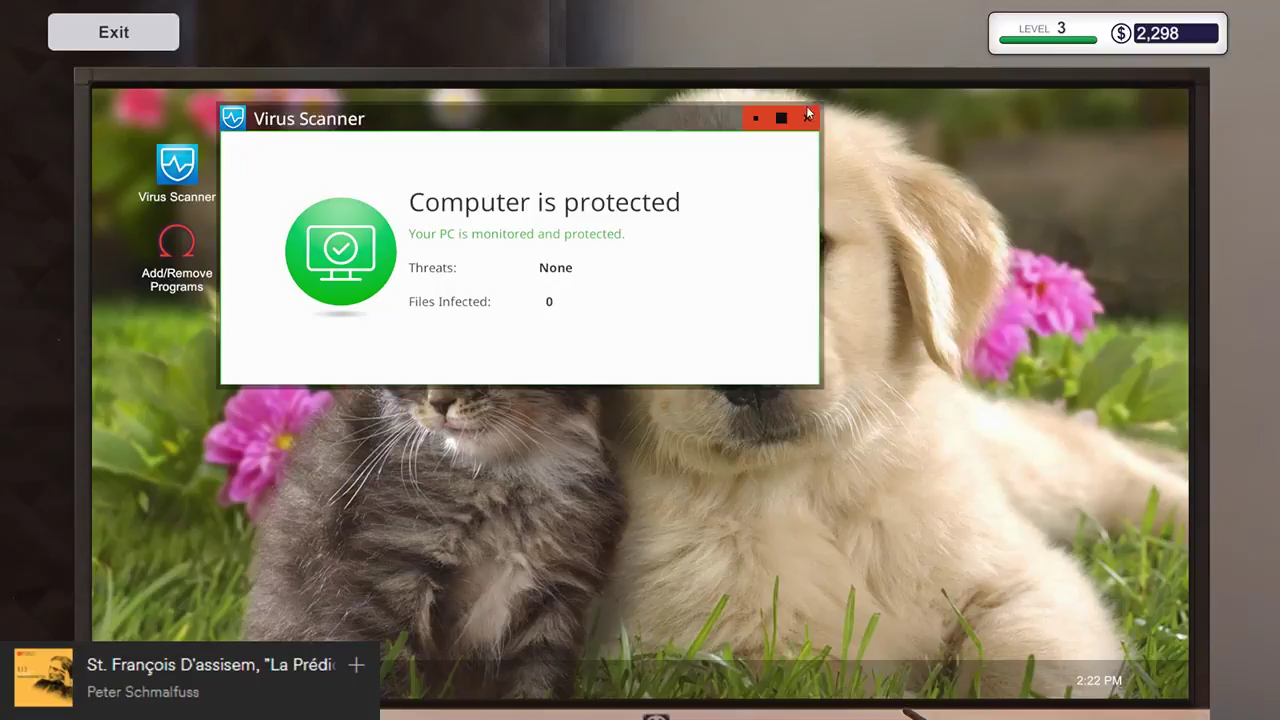 Exit
LEVEL 3
$ 2,298
Virus Scanner
Virus Scanner
Add/Remove
Programs
Computer is protected
Your PC is monitored and protected.
Threats: None
Files Infected: 0
St. François D'assisem, "La Prédi
Peter Schmalfuss
2:22 PM